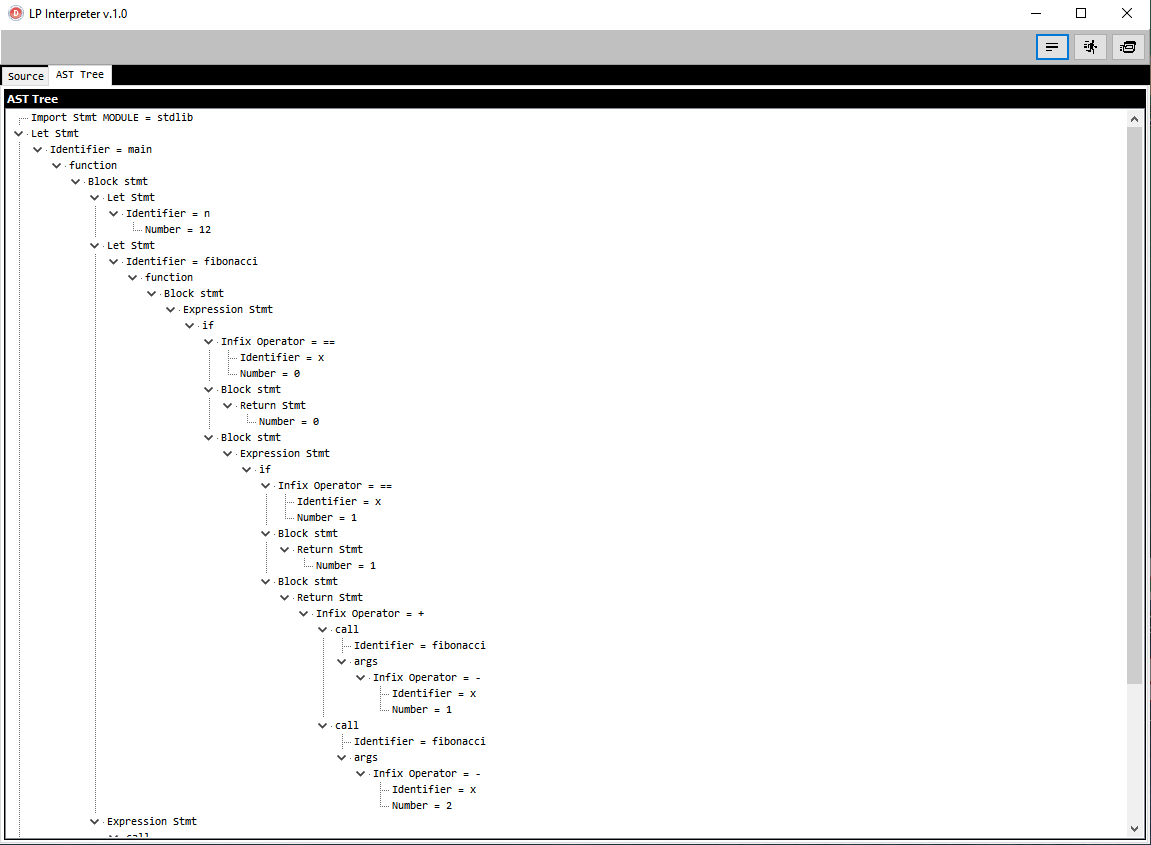 LP Interpreter v.1.0
Source AST Tree
AST Tree
Import Stmt MODULE = stdlib
Let Stmt
Identifier = main
function
Block stmt
Let Stmt
Identifier = n
Number = 12
Let Stmt
Identifier = fibonacci
function
Block stmt
Expression Stmt
if
Infix Operator = ==
Identifier = x
Number = 0
Block stmt
Return Stmt
Number = 0
Block stmt
Expression Stmt
if
Infix Operator = ==
Identifier = x
Number = 1
Block stmt
Return Stmt
Number = 1
Block stmt
Return Stmt
Infix Operator = +
call
Identifier = fibonacci
args
Infix Operator = -
Identifier = x
Number = 1
call
Identifier = fibonacci
args
Infix Operator = -
Identifier = x
Number = 2
Expression Stmt
call